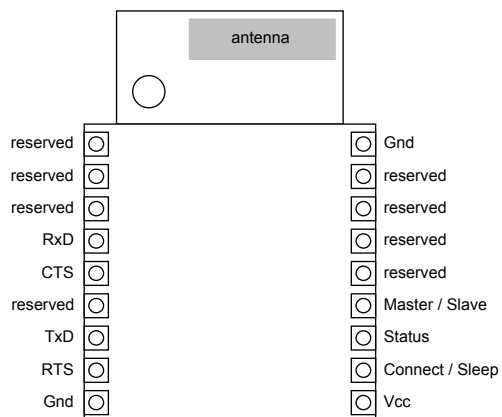 antenna
reserved Gnd
reserved reserved
reserved reserved
RxD reserved
CTS reserved
reserved Master / Slave
TxD Status
RTS Connect / Sleep
Gnd Vcc